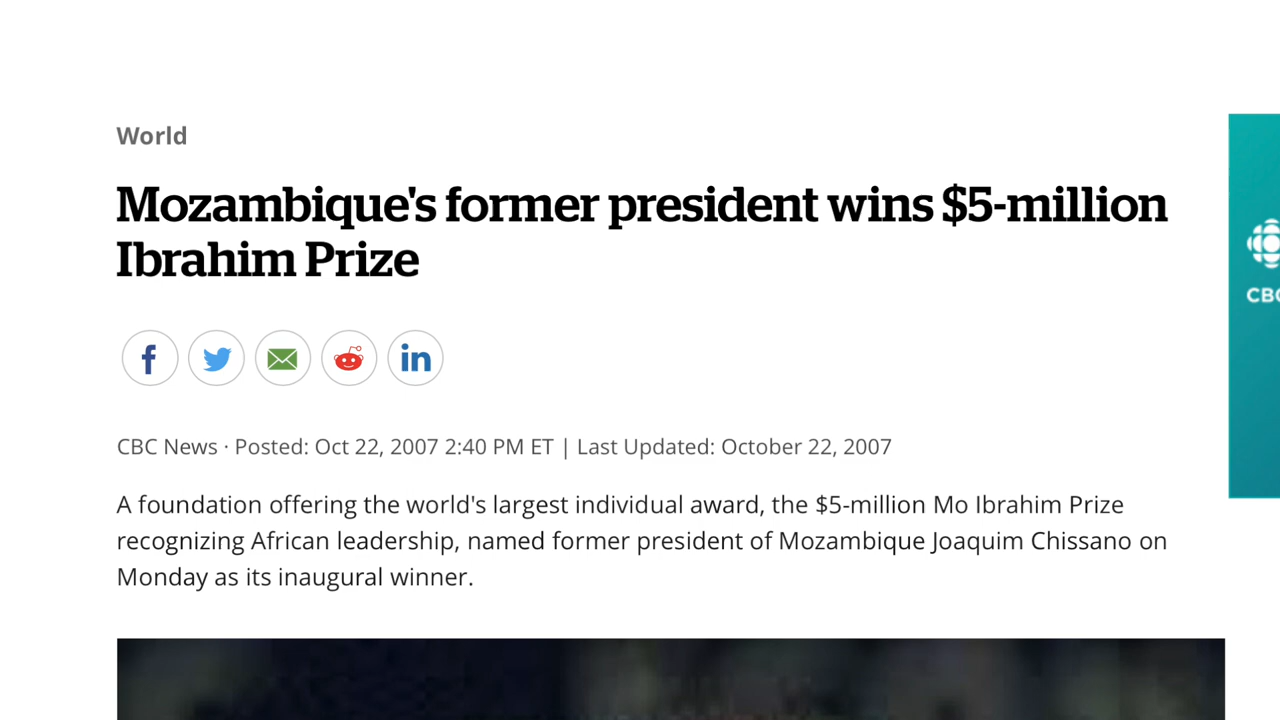 World
Mozambique's former president wins $5-million
Ibrahim Prize
CBC News · Posted: Oct 22, 2007 2:40 PM ET | Last Updated: October 22, 2007
A foundation offering the world's largest individual award, the $5-million Mo Ibrahim Prize
recognizing African leadership, named former president of Mozambique Joaquim Chissano on
Monday as its inaugural winner.